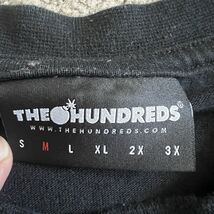 THE HUNDREDS
WWW.THEHUNDREDS.COM
S M L XL 2X 3X